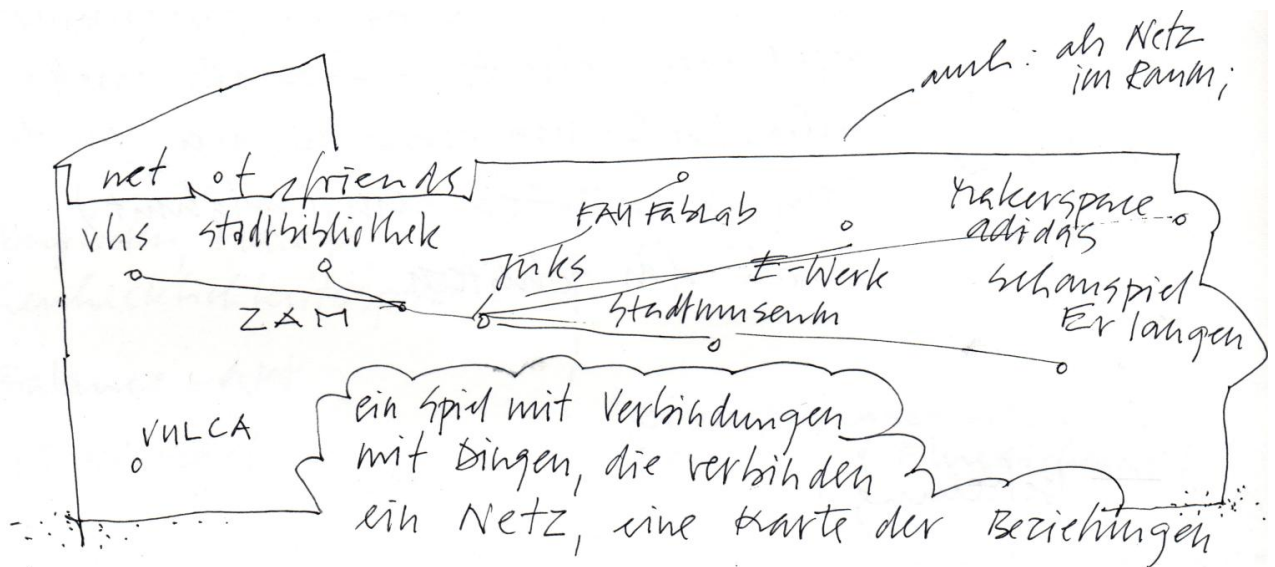 auch: als Netz
im Raum;
net of friends
vhs stadtbibliothek
FAU FabLab
Makerspace
adidas
Juks
E-Werk
Schauspiel
Erlangen
ZAM
Stadtmuseum
VULCA
ein Spiel mit Verbindungen
mit Dingen, die verbinden
ein Netz, eine Karte der Beziehungen